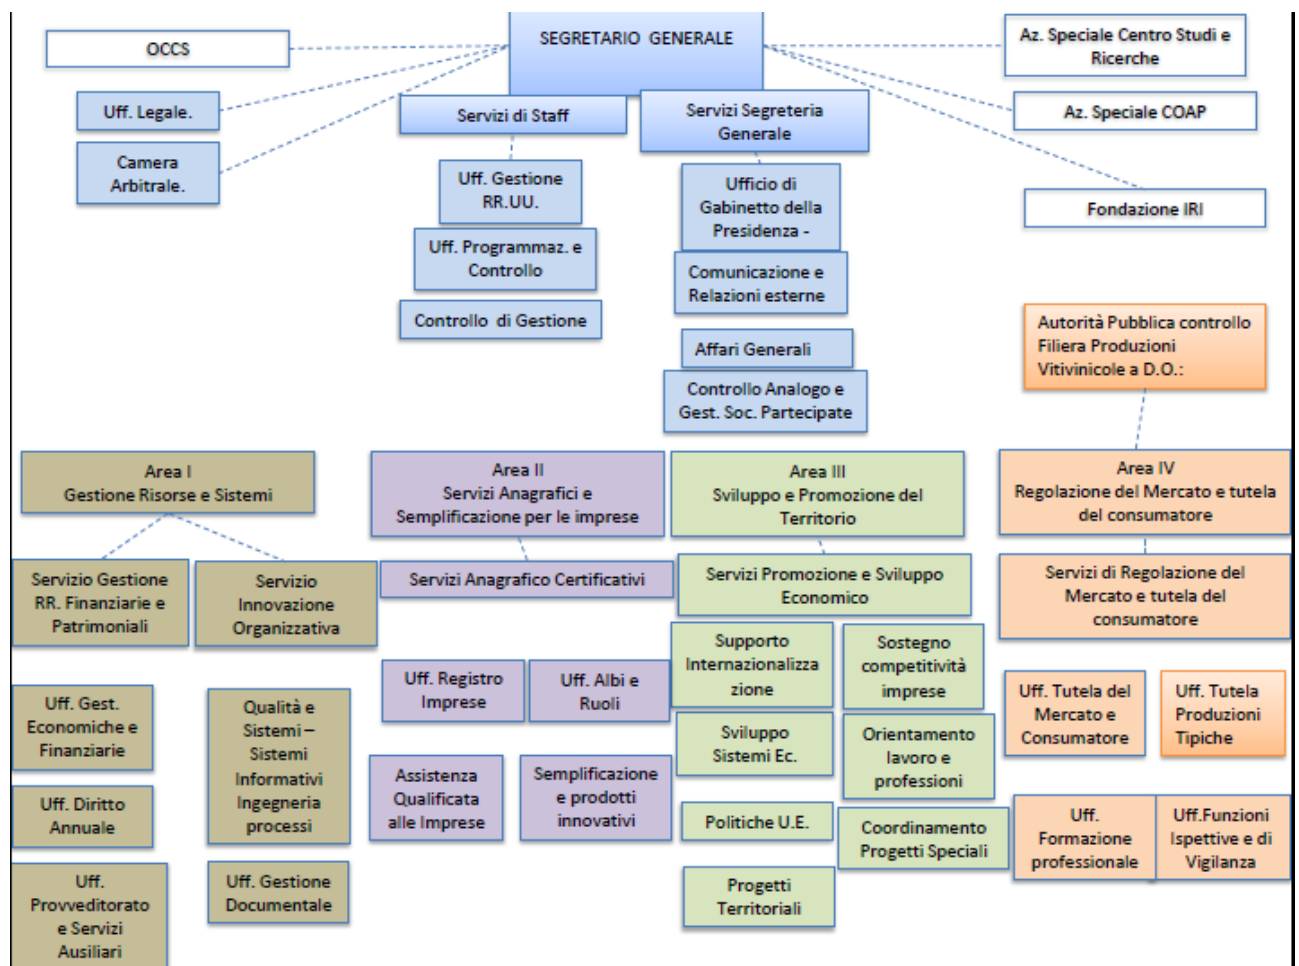 SEGRETARIO GENERALE
OCCS
Uff. Legale.
Camera
Arbitrale.
Az. Speciale Centro Studi e
Ricerche
Az. Speciale COAP
Fondazione IRI
Servizi di Staff
Uff. Gestione
RR.UU.
Uff. Programmaz. e
Controllo
Controllo di Gestione
Servizi Segreteria
Generale
Ufficio di
Gabinetto della
Presidenza -
Comunicazione e
Relazioni esterne
Affari Generali
Controllo Analogo e
Gest. Soc. Partecipate
Autorità Pubblica controllo
Filiera Produzioni
Vitivinicole a D.O.:
Area I
Gestione Risorse e Sistemi
Servizio Gestione
RR. Finanziarie e
Patrimoniali
Servizio
Innovazione
Organizzativa
Uff. Gest.
Economiche e
Finanziarie
Uff. Diritto
Annuale
Uff.
Provveditorato
e Servizi
Ausiliari
Qualità e
Sistemi –
Sistemi
Informativi
Ingegneria
processi
Uff. Gestione
Documentale
Area II
Servizi Anagrafici e
Semplificazione per le imprese
Servizi Anagrafico Certificativi
Uff. Registro
Imprese
Uff. Albi e
Ruoli
Assistenza
Qualificata
alle Imprese
Semplificazione
e prodotti
innovativi
Area III
Sviluppo e Promozione del
Territorio
Servizi Promozione e Sviluppo
Economico
Supporto
Internazionalizza
zione
Sostegno
competitività
imprese
Sviluppo
Sistemi Ec.
Orientamento
lavoro e
professioni
Politiche U.E.
Coordinamento
Progetti Speciali
Progetti
Territoriali
Area IV
Regolazione del Mercato e tutela
del consumatore
Servizi di Regolazione del
Mercato e tutela del
consumatore
Uff. Tutela del
Mercato e
Consumatore
Uff. Tutela
Produzioni
Tipiche
Uff.
Formazione
professionale
Uff.Funzioni
Ispettive e di
Vigilanza